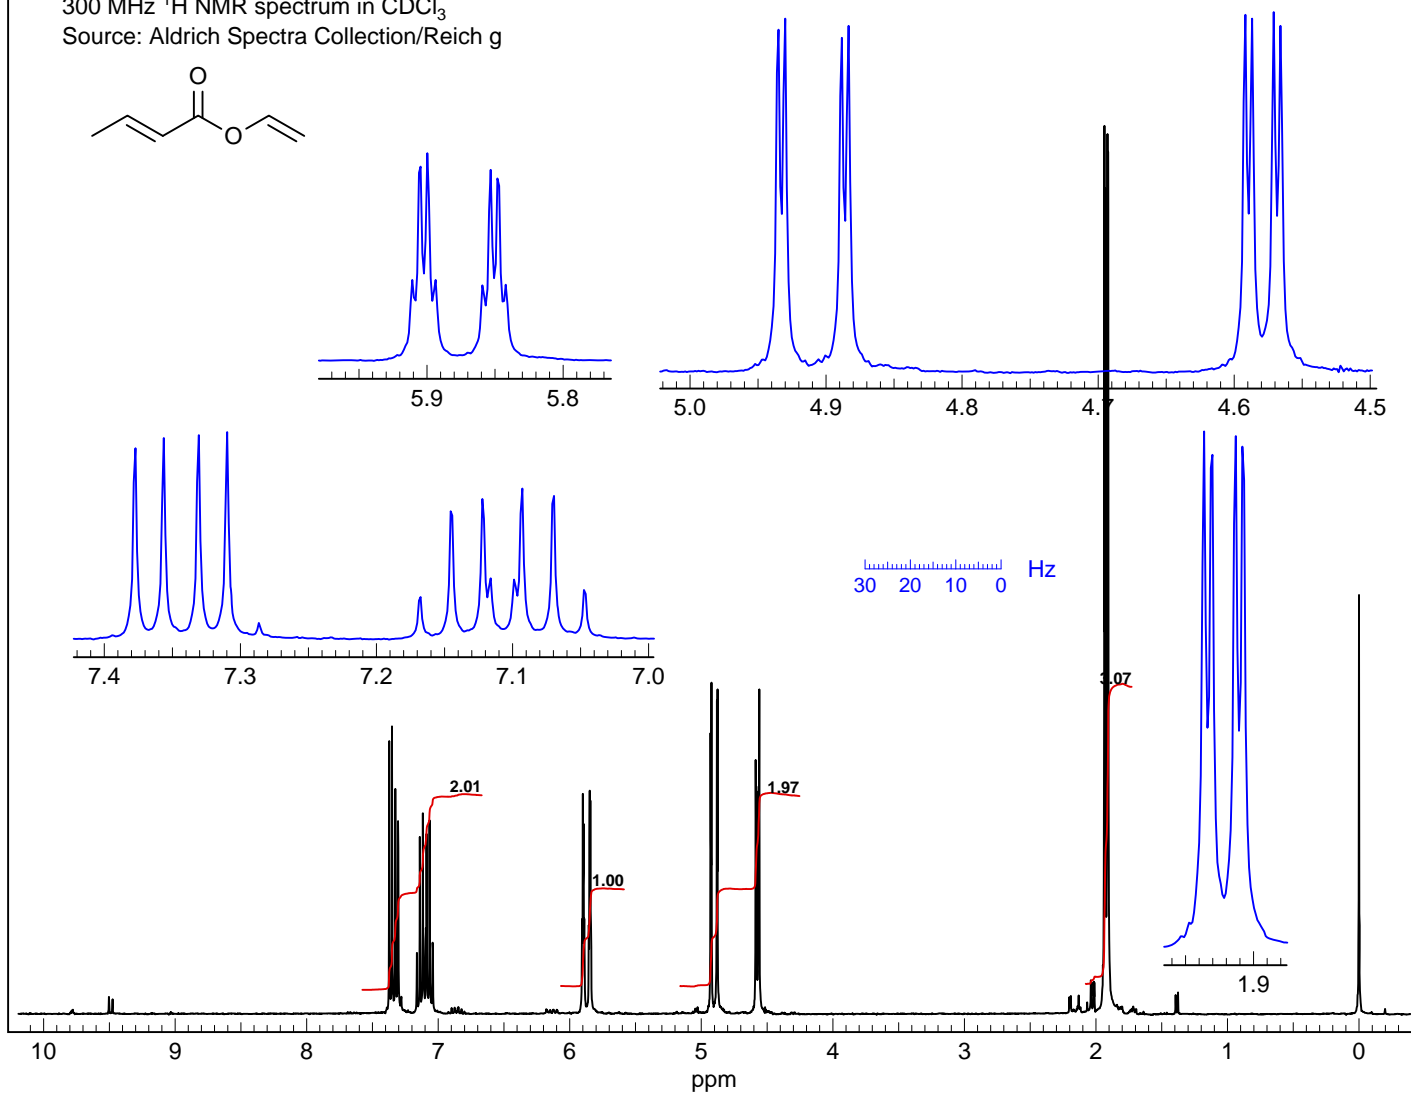 300 MHz ¹H NMR spectrum in CDCl₃
Source: Aldrich Spectra Collection/Reich g
O
O
5.9 5.8
5.0 4.9 4.8 4.7 4.6 4.5
7.4 7.3 7.2 7.1 7.0
30 20 10 0 Hz
1.9
2.01
1.00
1.97
3.07
10 9 8 7 6 5 4 3 2 1 0
ppm